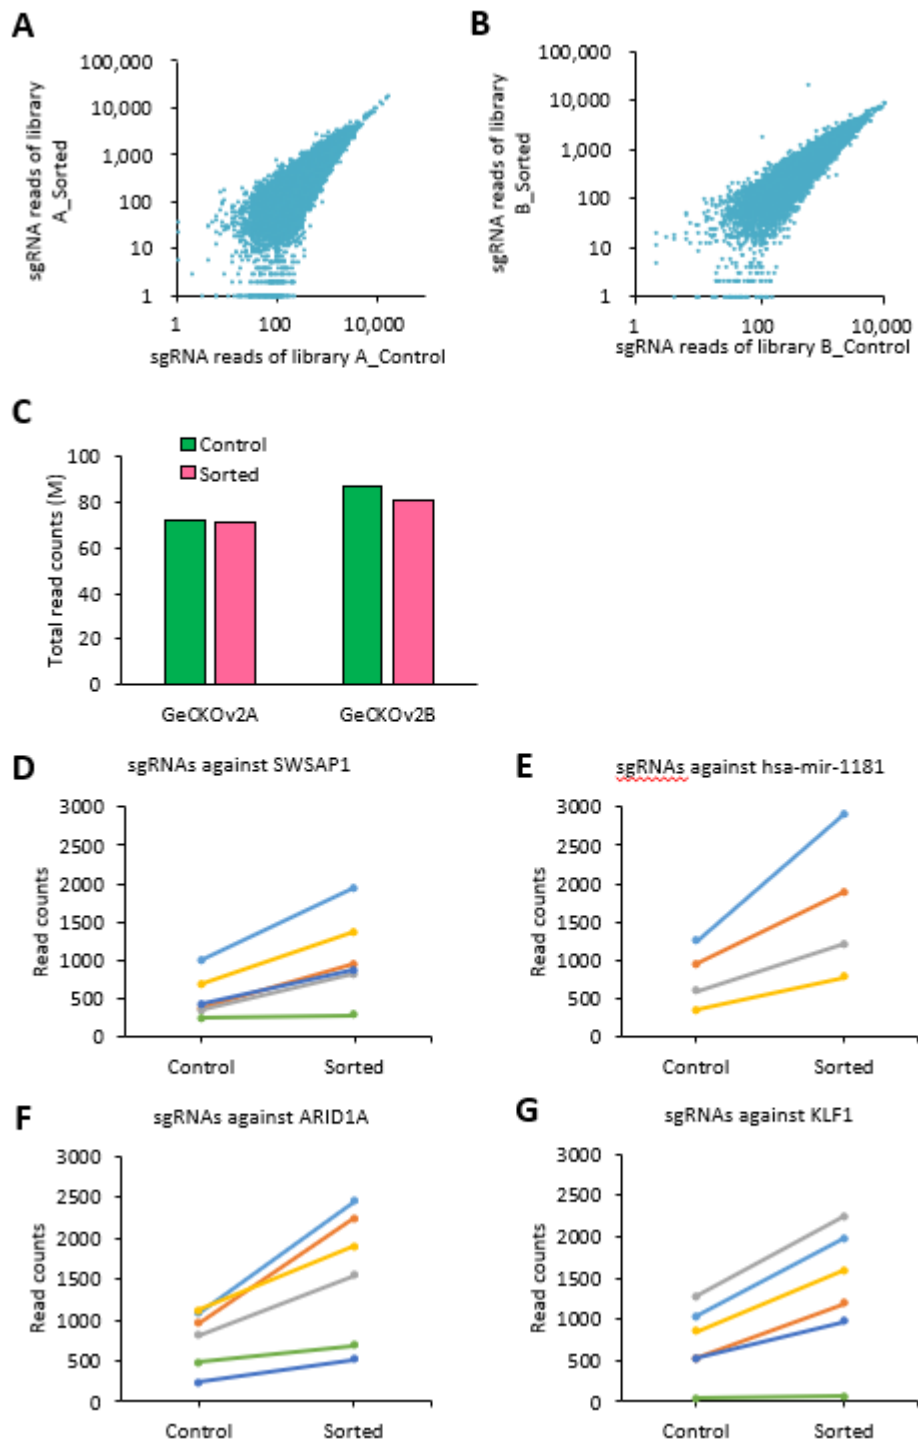 A
sgRNA reads of library
A_Sorted
100,000
10,000
1,000
100
10
1
1
100
10,000
sgRNA reads of library A_Control
B
sgRNA reads of library
B_Sorted
100,000
10,000
1,000
100
10
1
1
100
10,000
sgRNA reads of library B_Control
C
Control
Sorted
Total read counts (M)
100
80
60
40
20
0
GeCKOv2A
GeCKOv2B
D
sgRNAs against SWSAP1
Read counts
3000
2500
2000
1500
1000
500
0
Control
Sorted
E
sgRNAs against hsa-mir-1181
Read counts
3000
2500
2000
1500
1000
500
0
Control
Sorted
F
sgRNAs against ARID1A
Read counts
3000
2500
2000
1500
1000
500
0
Control
Sorted
G
sgRNAs against KLF1
Read counts
3000
2500
2000
1500
1000
500
0
Control
Sorted